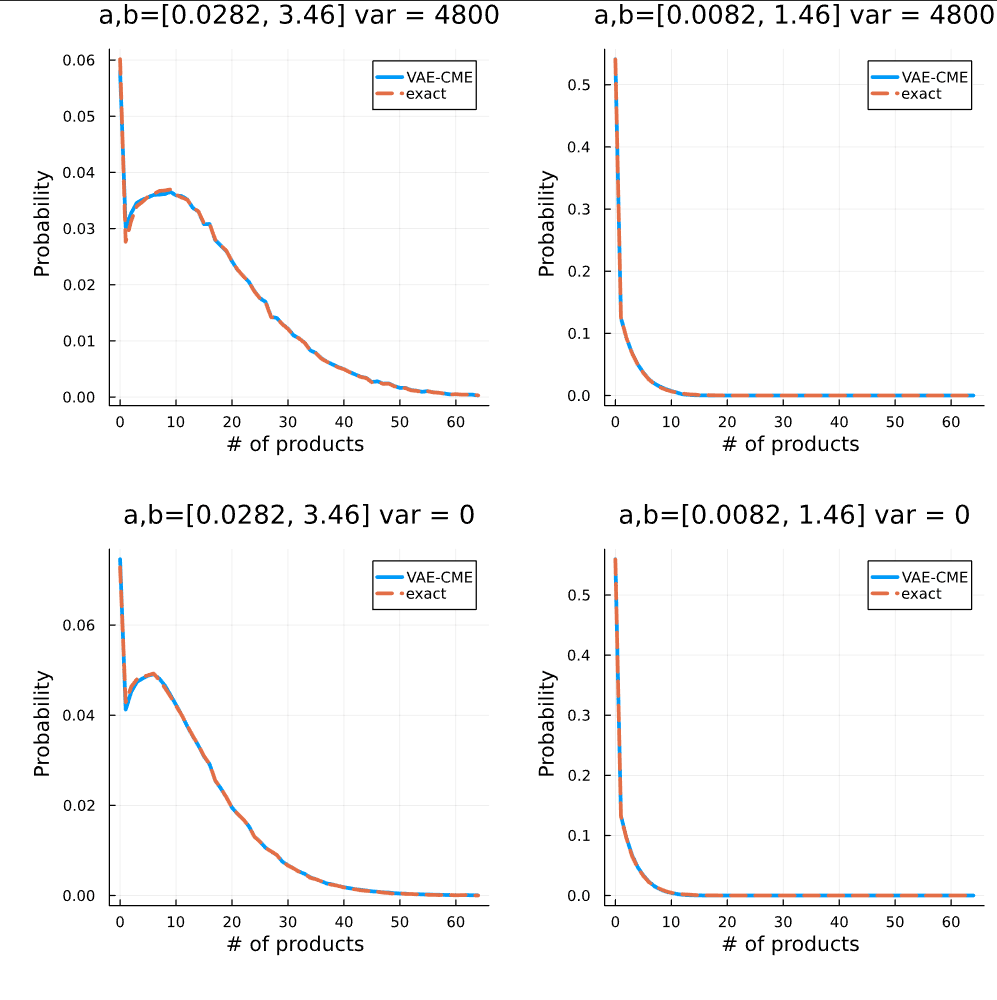 a,b=[0.0282, 3.46] var = 4800
0.06
0.05
0.04
0.03
0.02
0.01
0.00
Probability
VAE-CME
exact
0 10 20 30 40 50 60
# of products
a,b=[0.0082, 1.46] var = 4800
0.5
0.4
0.3
0.2
0.1
0.0
Probability
VAE-CME
exact
0 10 20 30 40 50 60
# of products
a,b=[0.0282, 3.46] var = 0
0.06
0.04
0.02
0.00
Probability
VAE-CME
exact
0 10 20 30 40 50 60
# of products
a,b=[0.0082, 1.46] var = 0
0.5
0.4
0.3
0.2
0.1
0.0
Probability
VAE-CME
exact
0 10 20 30 40 50 60
# of products